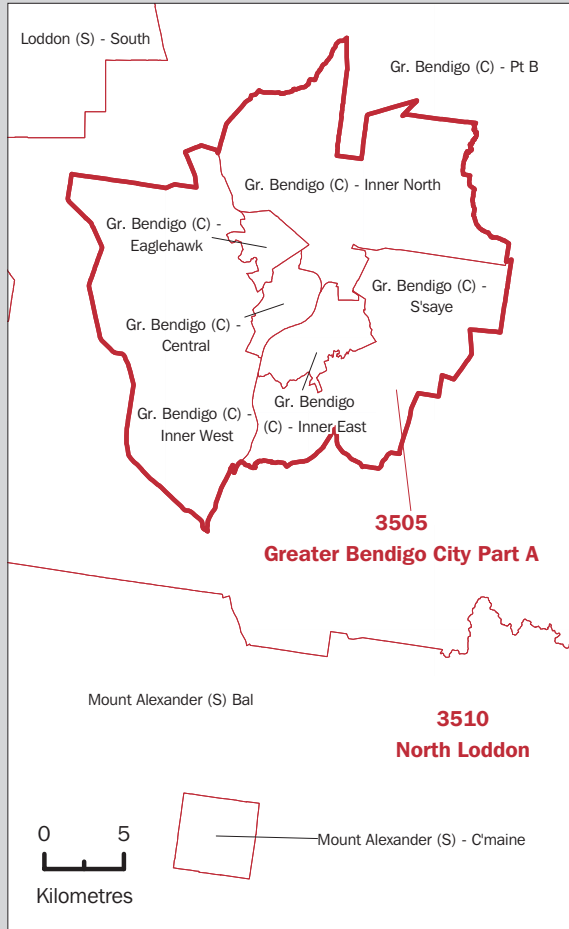 Loddon (S) - South
Gr. Bendigo (C) - Pt B
Gr. Bendigo (C) - Inner North
Gr. Bendigo (C) -
Eaglehawk
Gr. Bendigo (C) -
S'saye
Gr. Bendigo (C) -
Central
Gr. Bendigo (C) -
Inner West
Gr. Bendigo
(C) - Inner East
3505
Greater Bendigo City Part A
Mount Alexander (S) Bal
3510
North Loddon
Mount Alexander (S) - C'maine
0 5
Kilometres